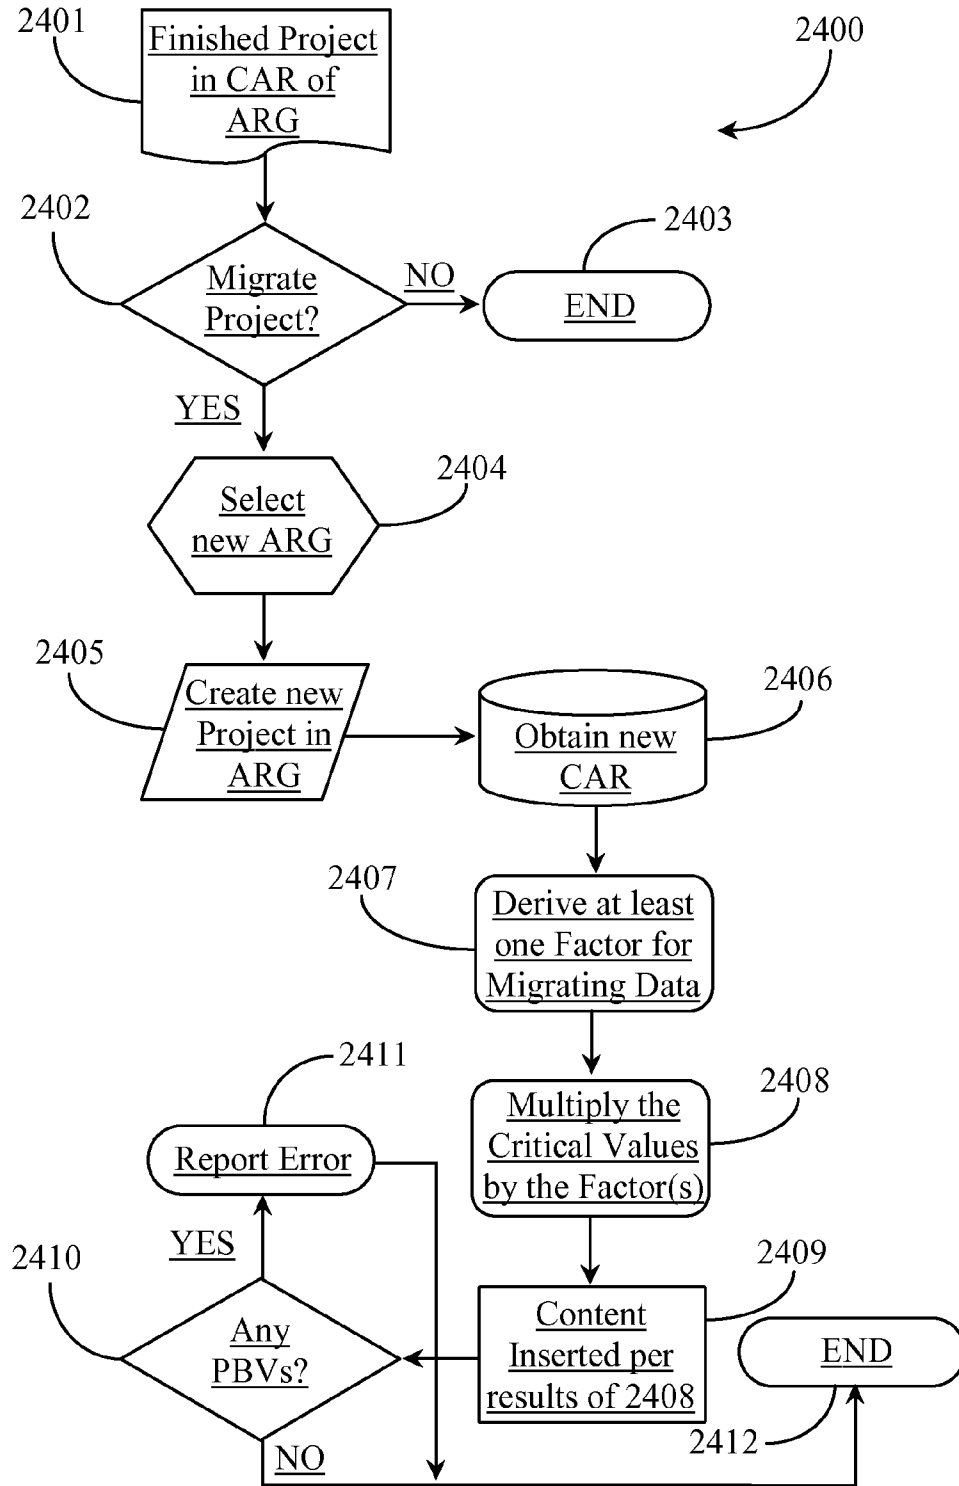 2401
Finished Project
in CAR of
ARG
2400
2402
Migrate
Project?
NO
2403
END
YES
2404
Select
new ARG
2405
Create new
Project in
ARG
2406
Obtain new
CAR
2407
Derive at least
one Factor for
Migrating Data
2408
Multiply the
Critical Values
by the Factor(s)
2409
Content
Inserted per
results of 2408
2410
Any
PBVs?
YES
2411
Report Error
NO
2412
END